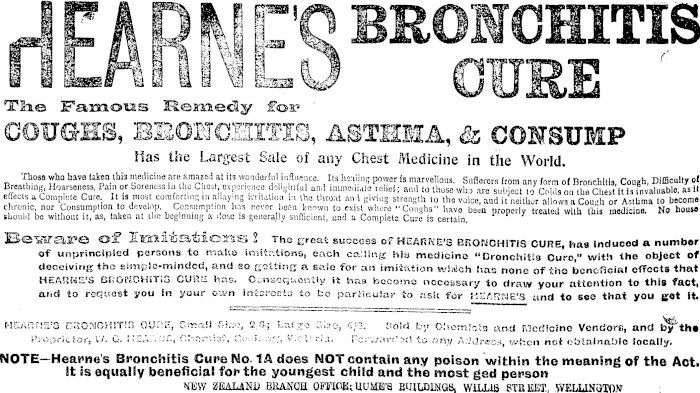 HEARNE'S BRONCHITIS
CURE
The Famous Remedy for
COUGHS, BRONCHITIS, ASTHMA, & CONSUMP
Has the Largest Sale of any Chest Medicine in the World.
Those who have taken this medicine are amazed at its wonderful influence. Its healing power is marvellous. Sufferers from any form of Bronchitis, Cough, Difficulty of
Breathing, Hoarseness, Pain or Soreness in the Chest, experience delightful and immediate relief; and to those who are subject to Colds on the Chest it is invaluable, as it
effects a Complete Cure. It is most comforting in allaying irritation in the throat and giving strength to the voice, and it neither allows a Cough or Asthma to become
chronic, nor Consumption to develop. Consumption has never been known to exist where "Coughs" have been properly treated with this medicine. No house
should be without it, as, taken at the beginning a dose is generally sufficient, and a Complete Cure is certain.
Beware of Imitations! The great success of HEARNE'S BRONCHITIS CURE, has induced a number
of unprincipled persons to make imitations, each calling his medicine "Bronchitis Cure," with the object of
deceiving the simple-minded, and so getting a sale for an imitation which has none of the beneficial effects that
HEARNE'S BRONCHITIS CURE has. Consequently it has become necessary to draw your attention to this fact,
and to request you in your own interests to be particular to ask for HEARNE'S and to see that you get it.
HEARNE'S BRONCHITIS CURE, Small Size, 2/6; Large Size, 4/6. Sold by Chemists and Medicine Vendors, and by the
Proprietor, W. G. HEARNE, Chemist, Geelong, Victoria. Forwarded to any Address, when not obtainable locally.
NOTE—Hearne's Bronchitis Cure No. 1A does NOT contain any poison within the meaning of the Act.
It is equally beneficial for the youngest child and the most ged person
NEW ZEALAND BRANCH OFFICE: HUME'S BUILDINGS, WILLIS STREET, WELLINGTON